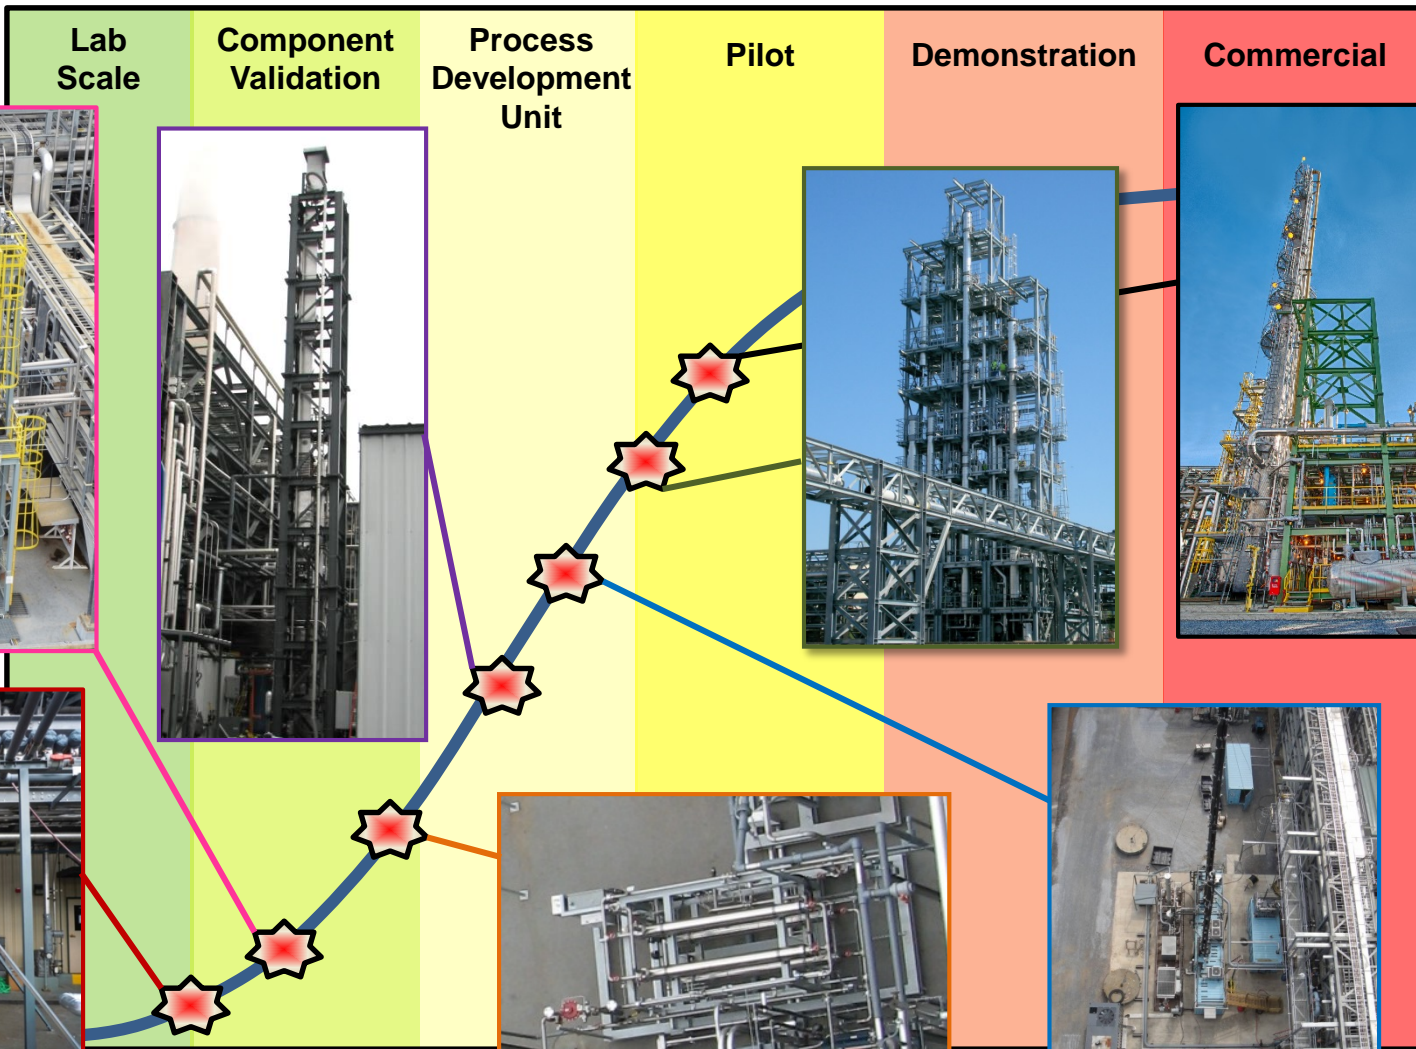 Lab
Scale
Component
Validation
Process
Development
Unit
Pilot
Demonstration
Commercial